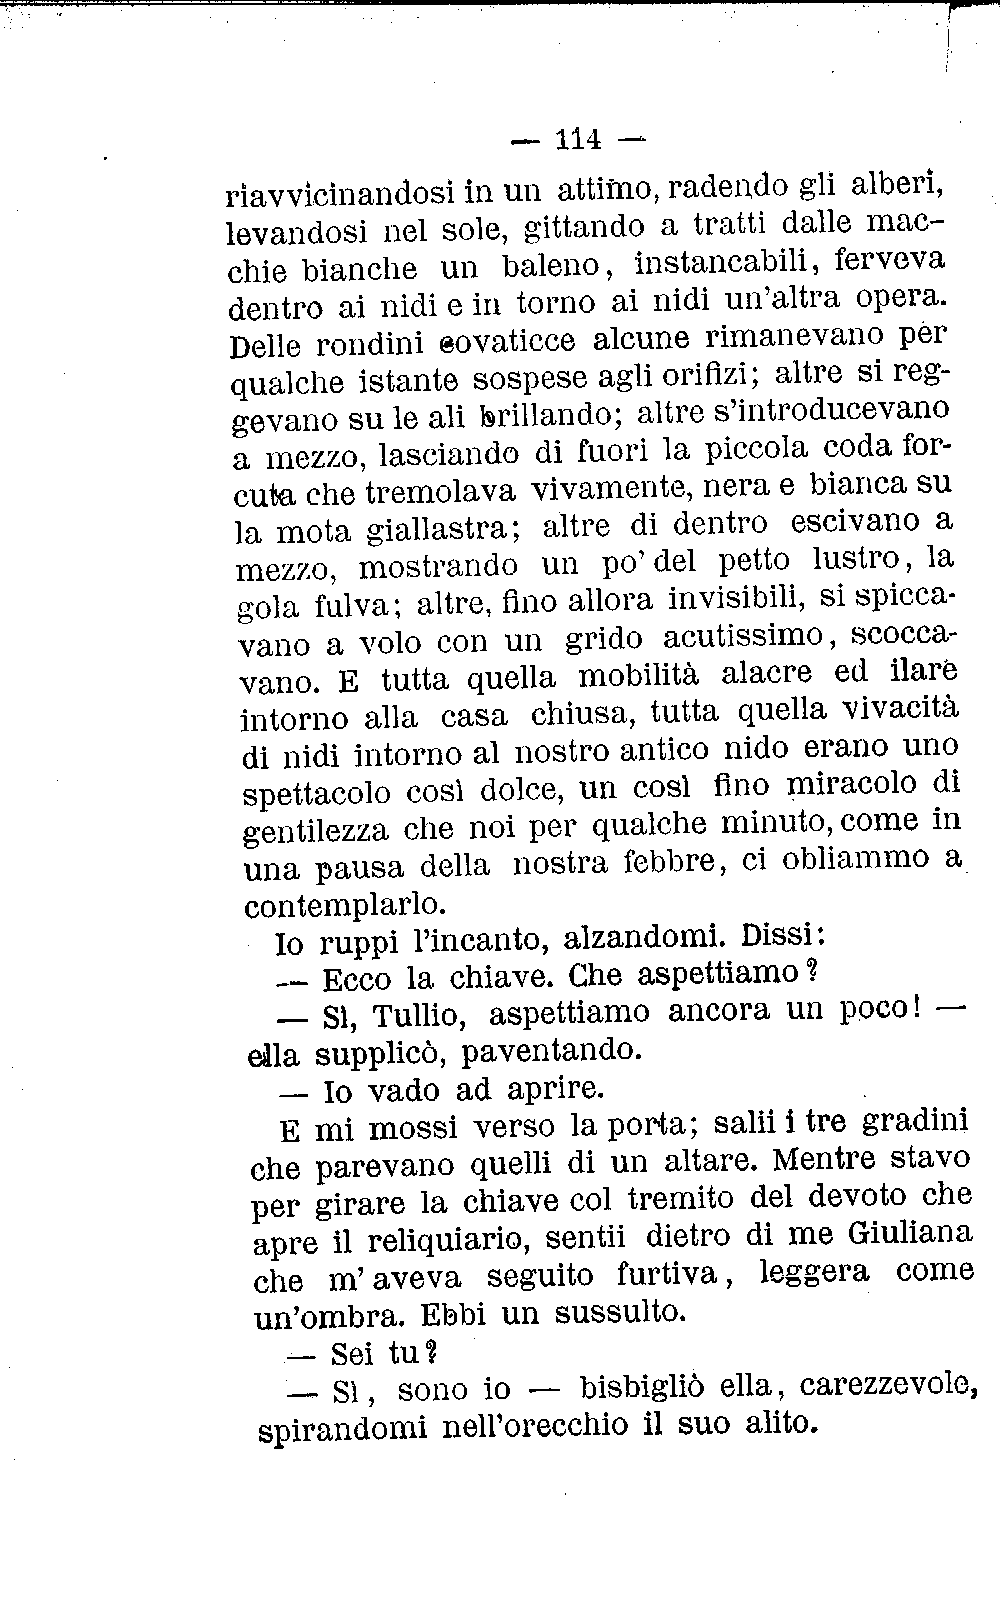 — 114 —
riavvicinandosi in un attimo, radendo gli alberi,
levandosi nel sole, gittando a tratti dalle mac-
chie bianche un baleno, instancabili, ferveva
dentro ai nidi e in torno ai nidi un'altra opera.
Delle rondini covaticce alcune rimanevano per
qualche istante sospese agli orifizi; altre si reg-
gevano su le ali brillando; altre s'introducevano
a mezzo, lasciando di fuori la piccola coda for-
cuta che tremolava vivamente, nera e bianca su
la mota giallastra; altre di dentro escivano a
mezzo, mostrando un po' del petto lustro, la
gola fulva; altre, fino allora invisibili, si spicca-
vano a volo con un grido acutissimo, scocca-
vano. E tutta quella mobilità alacre ed ilare
intorno alla casa chiusa, tutta quella vivacità
di nidi intorno al nostro antico nido erano uno
spettacolo così dolce, un così fino miracolo di
gentilezza che noi per qualche minuto, come in
una pausa della nostra febbre, ci obliammo a
contemplarlo.
Io ruppi l'incanto, alzandomi. Dissi:
— Ecco la chiave. Che aspettiamo?
— Sì, Tullio, aspettiamo ancora un poco! —
ella supplicò, paventando.
— Io vado ad aprire.
E mi mossi verso la porta; salii i tre gradini
che parevano quelli di un altare. Mentre stavo
per girare la chiave col tremito del devoto che
apre il reliquiario, sentii dietro di me Giuliana
che m'aveva seguito furtiva, leggera come
un'ombra. Ebbi un sussulto.
— Sei tu?
— Sì, sono io — bisbigliò ella, carezzevole,
spirandomi nell'orecchio il suo alito.